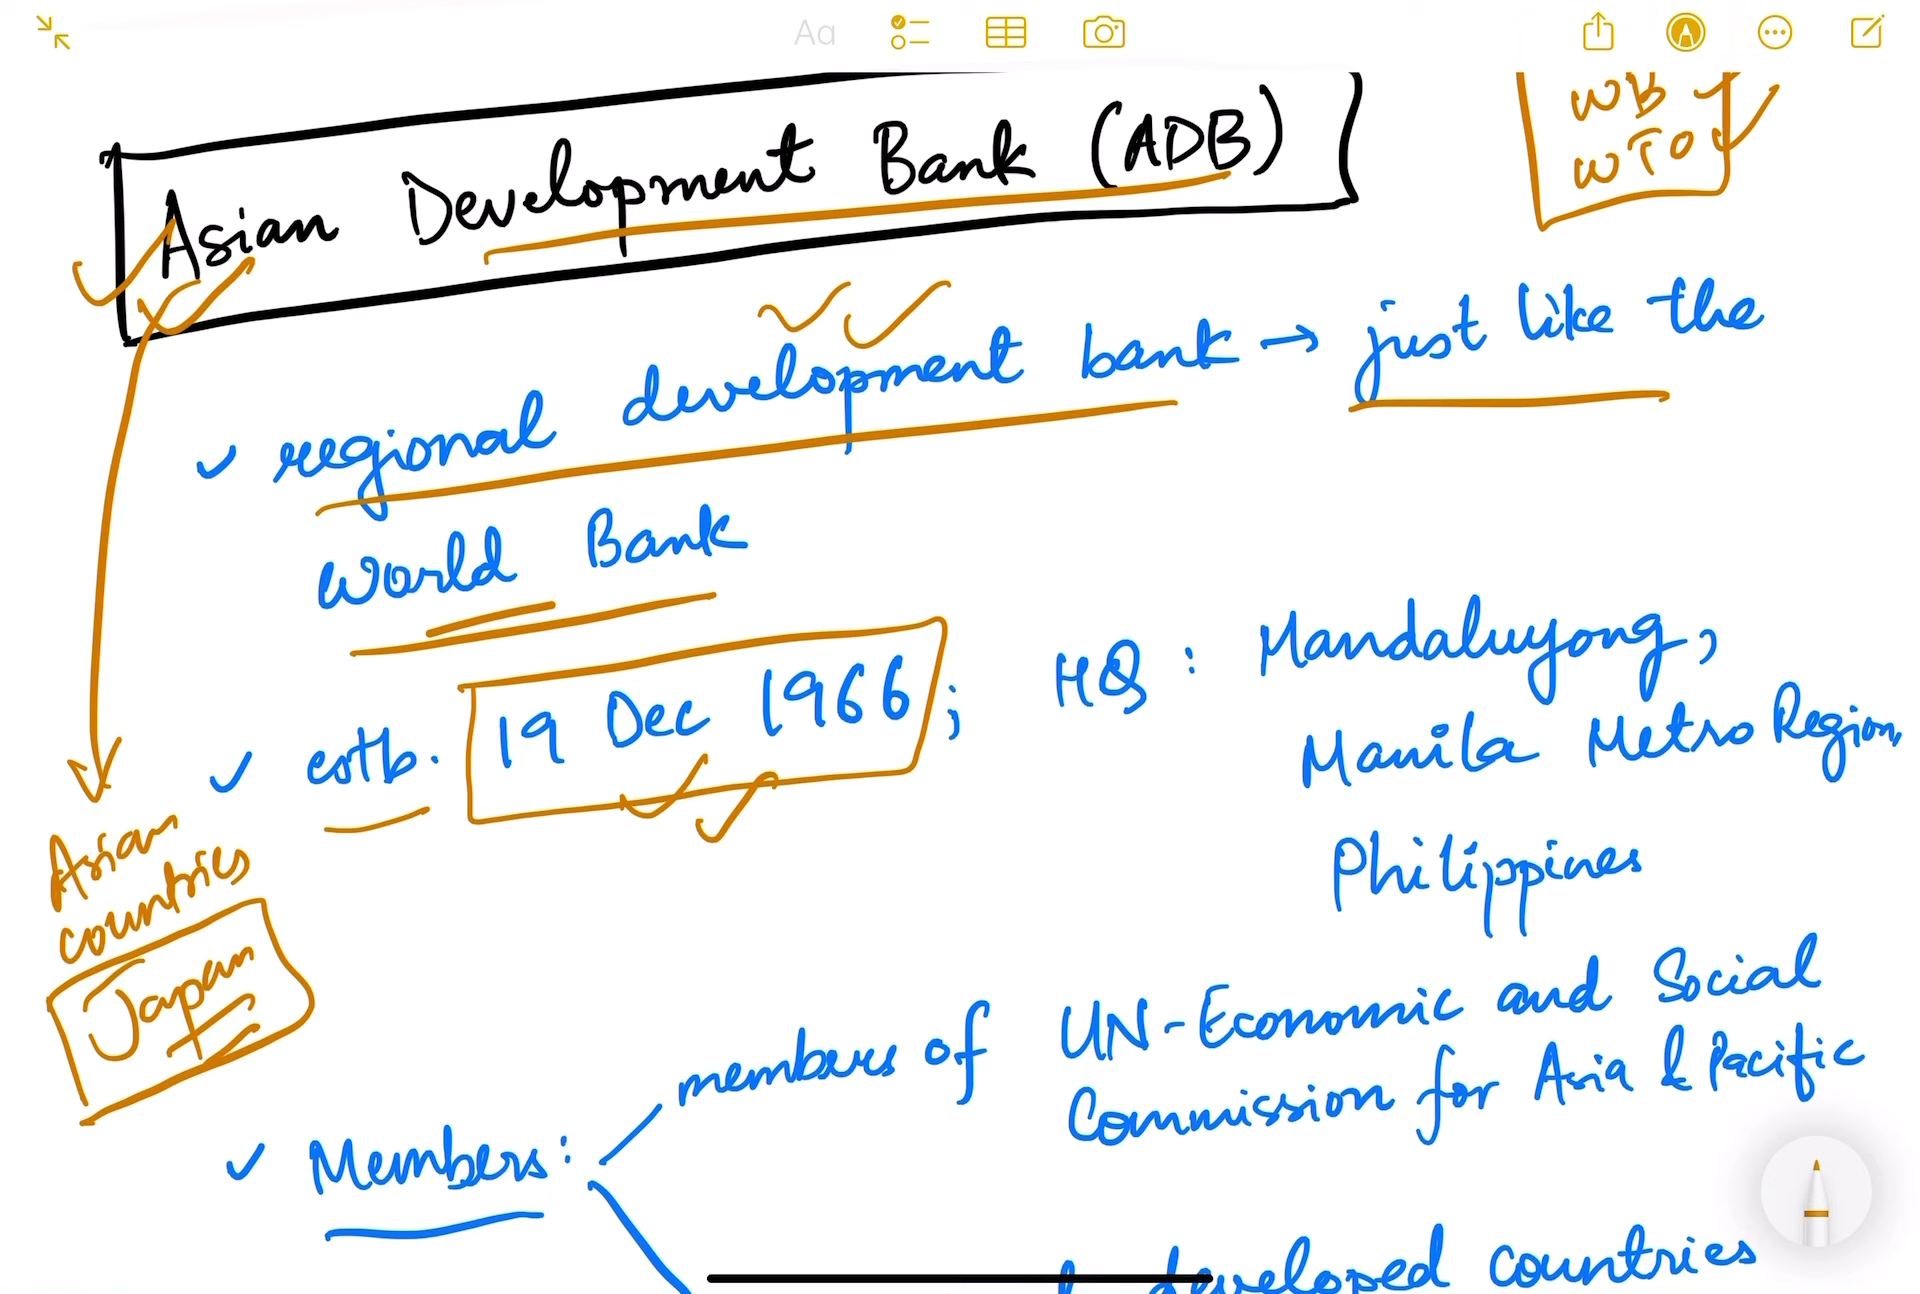 Aa
WB
WTO
Asian Development Bank (ADB)
regional development bank → just like the
World Bank
estb. 19 Dec 1966; HQ : Mandaluyong,
Manila Metro Region,
Philippines
Asian
countries
Japan
members of UN-Economic and Social
Commission for Asia & Pacific
Members:
developed countries